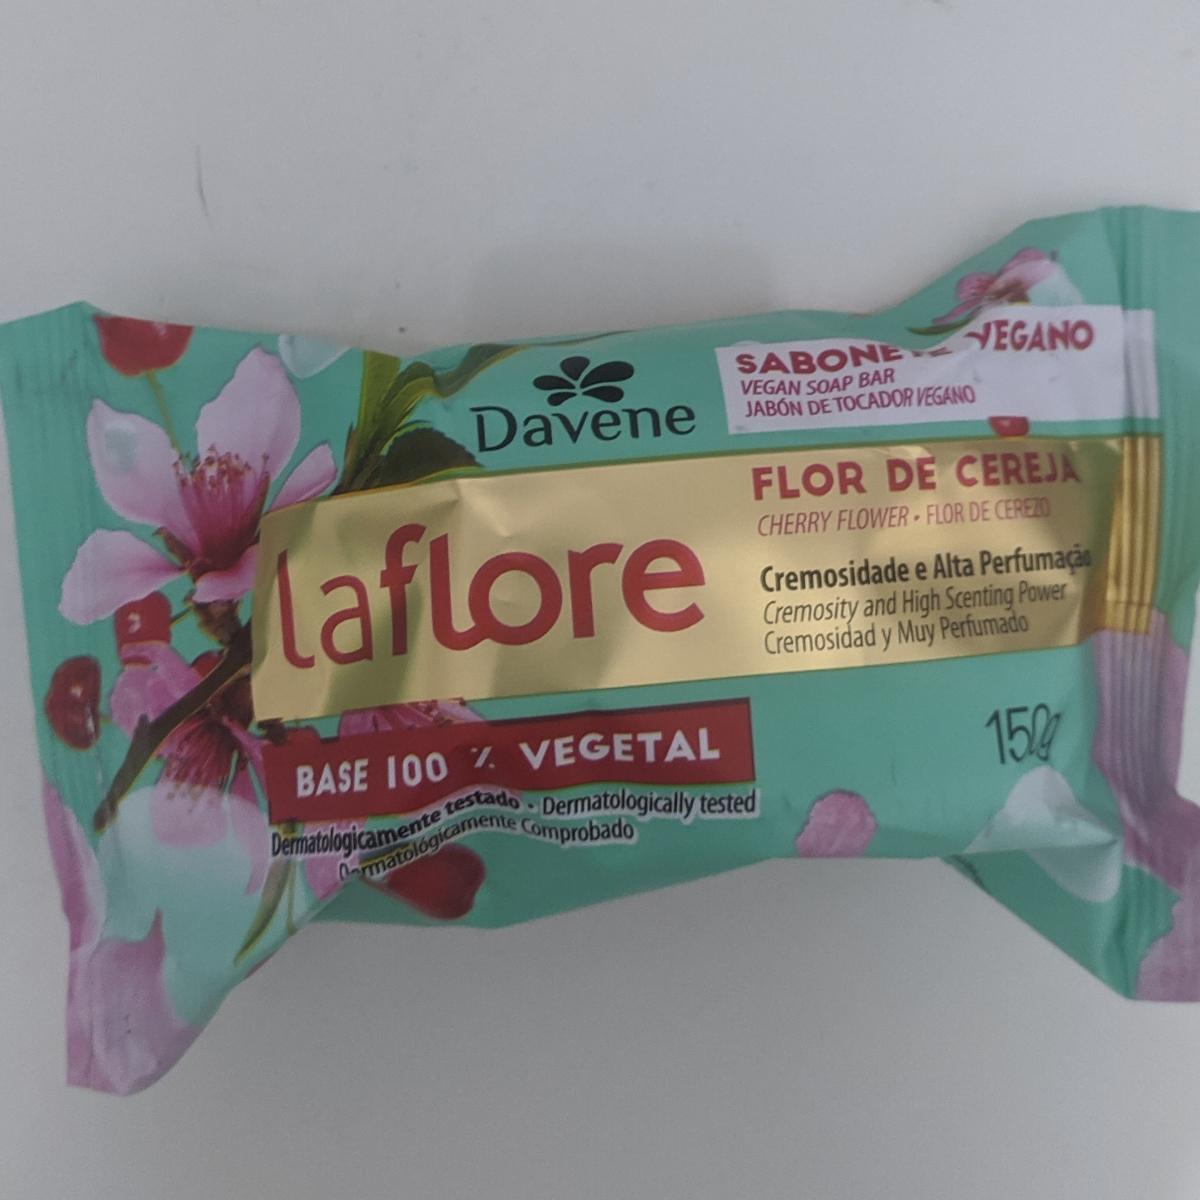 Davene
SABONETE VEGANO
VEGAN SOAP BAR
JABÓN DE TOCADOR VEGANO
laflore
FLOR DE CEREJA
CHERRY FLOWER • FLOR DE CEREZO
Cremosidade e Alta Perfumação
Cremosity and High Scenting Power
Cremosidad y Muy Perfumado
BASE 100 % VEGETAL
Dermatologicamente testado • Dermatologically tested
Dermatológicamente Comprobado
150g